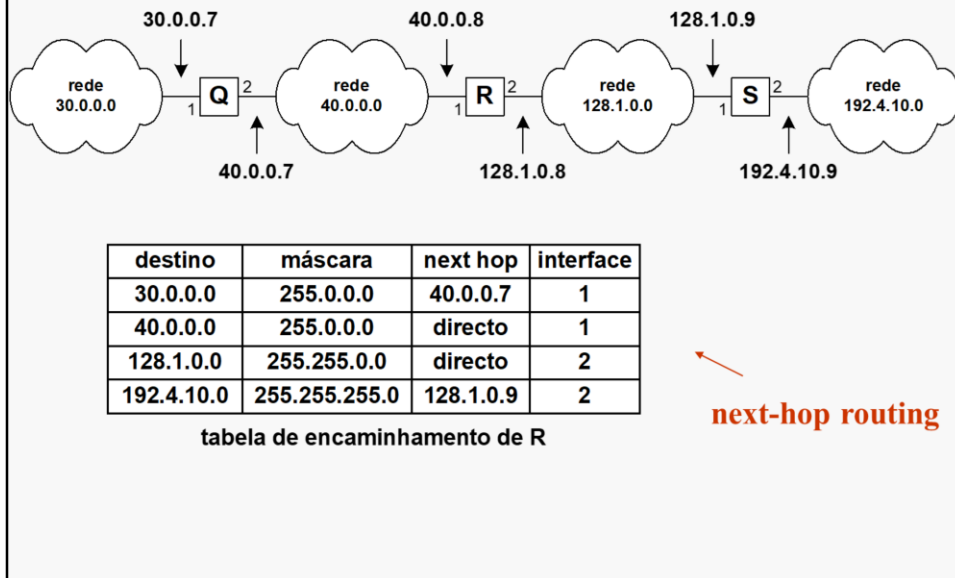 30.0.0.7 40.0.0.8 128.1.0.9
rede rede rede rede
30.0.0.0 40.0.0.0 128.1.0.0 192.4.10.0
Q R S
1 2 1 2 1 2
40.0.0.7 128.1.0.8 192.4.10.9
destino máscara next hop interface
30.0.0.0 255.0.0.0 40.0.0.7 1
40.0.0.0 255.0.0.0 directo 1
128.1.0.0 255.255.0.0 directo 2
192.4.10.0 255.255.255.0 128.1.0.9 2
next-hop routing
tabela de encaminhamento de R